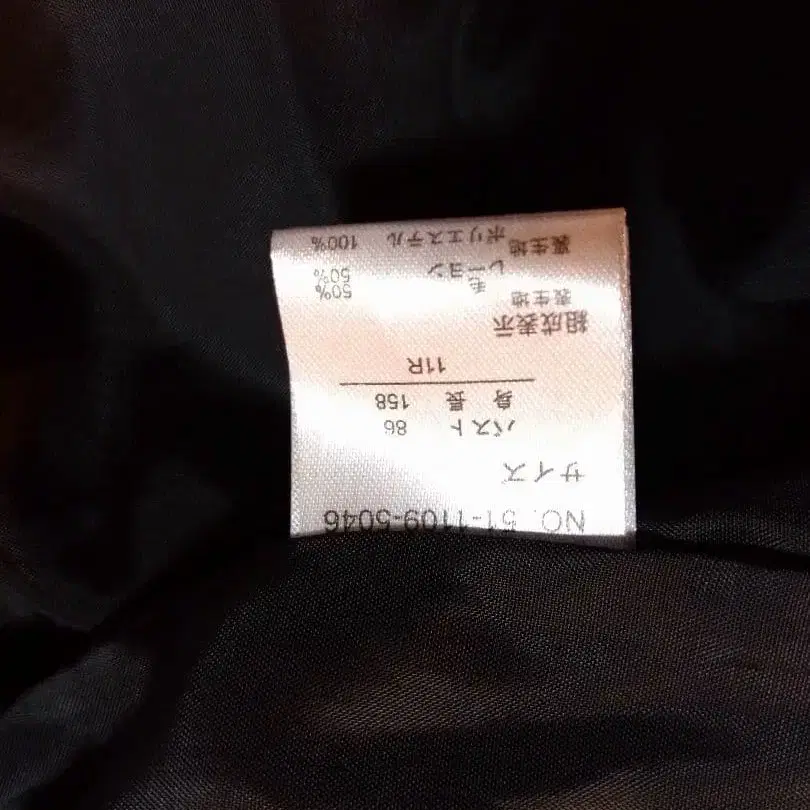 NO. 51-1109-5046
サイズ
バスト 86
身長 158
11R
組成表示
表生地
毛 50%
レーヨン 50%
裏生地
ポリエステル 100%